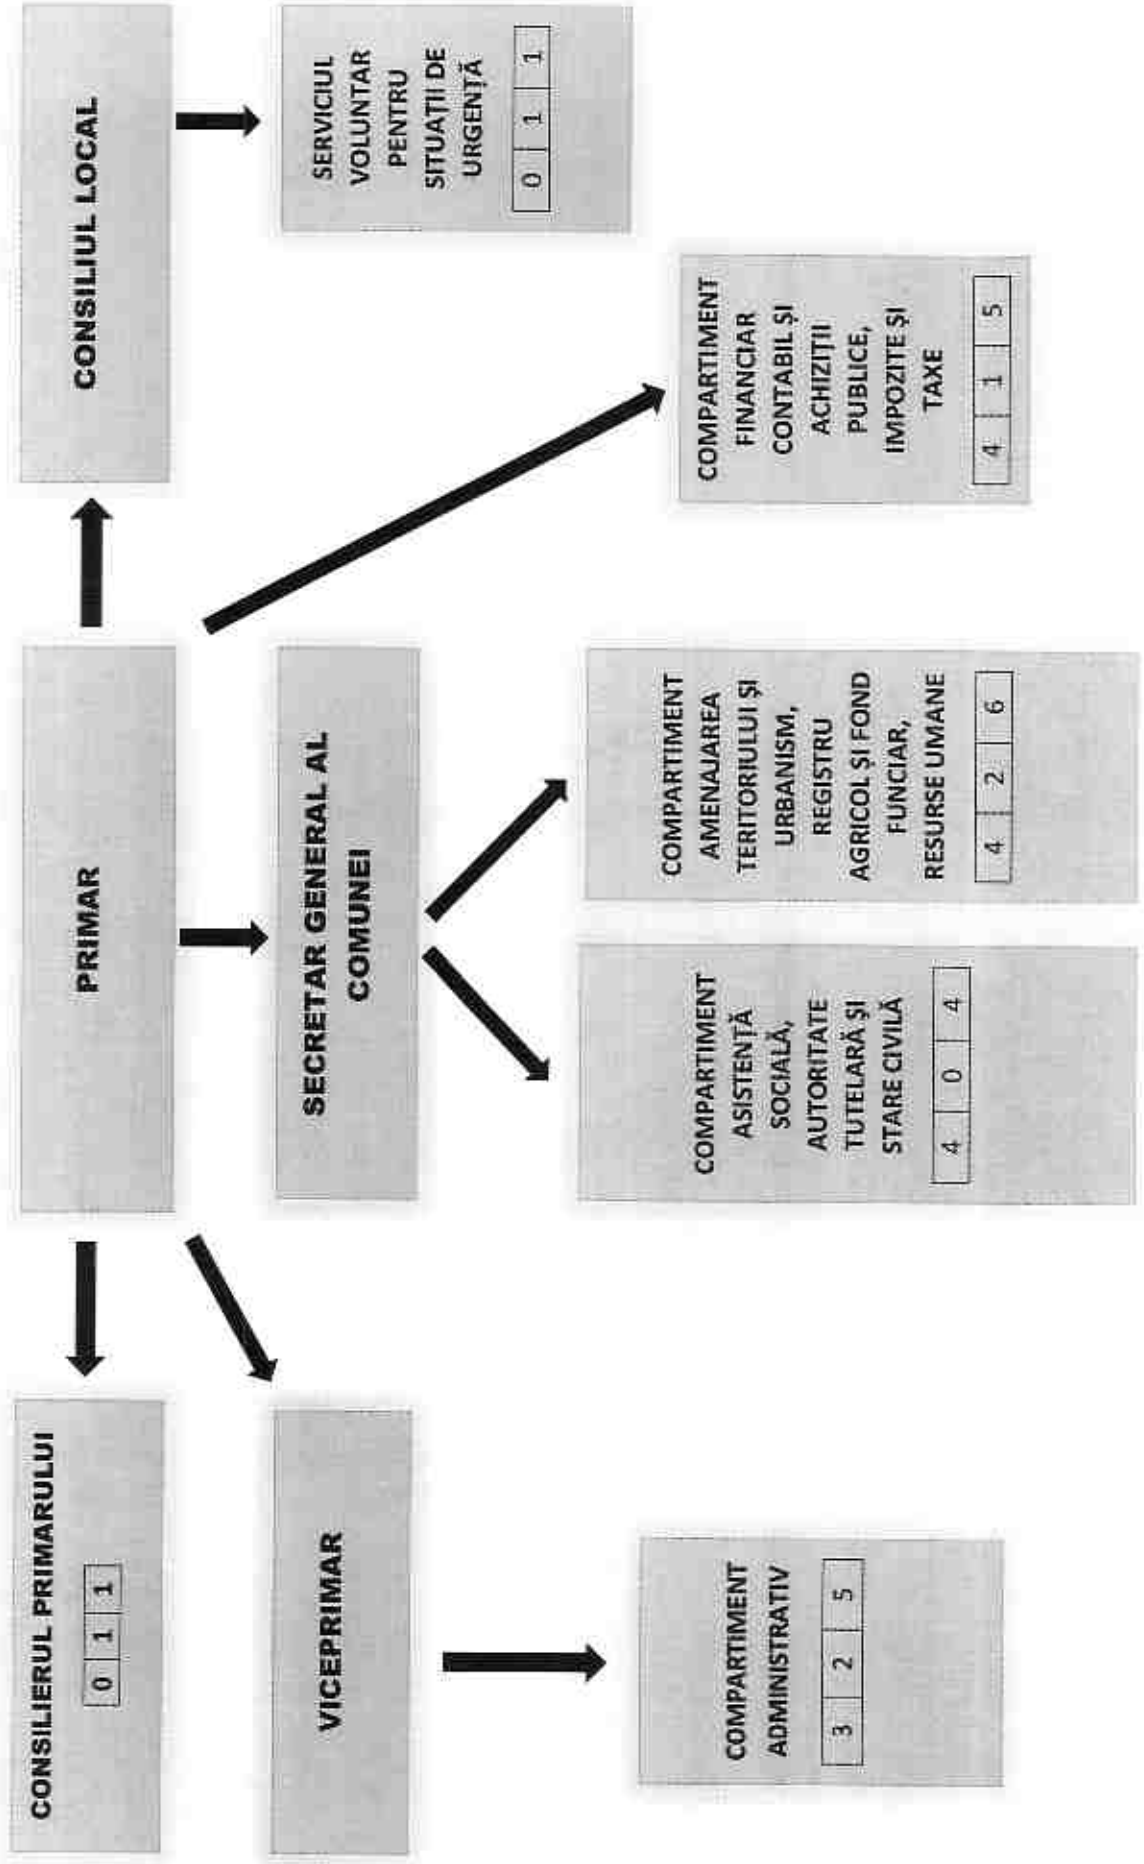 CONSILIERUL PRIMARULUI
0 1 1
PRIMAR
CONSILIUL LOCAL
VICEPRIMAR
SECRETAR GENERAL AL
COMUNEI
SERVICIUL
VOLUNTAR
PENTRU
SITUAȚII DE
URGENȚĂ
0 1 1
COMPARTIMENT
ADMINISTRATIV
3 2 5
COMPARTIMENT
ASISTENȚĂ
SOCIALĂ,
AUTORITATE
TUTELARĂ ȘI
STARE CIVILĂ
4 0 4
COMPARTIMENT
AMENAJAREA
TERITORIULUI ȘI
URBANISM,
REGISTRU
AGRICOL ȘI FOND
FUNCIAR,
RESURSE UMANE
4 2 6
COMPARTIMENT
FINANCIAR
CONTABIL ȘI
ACHIZIȚII
PUBLICE,
IMPOZITE ȘI
TAXE
4 1 5